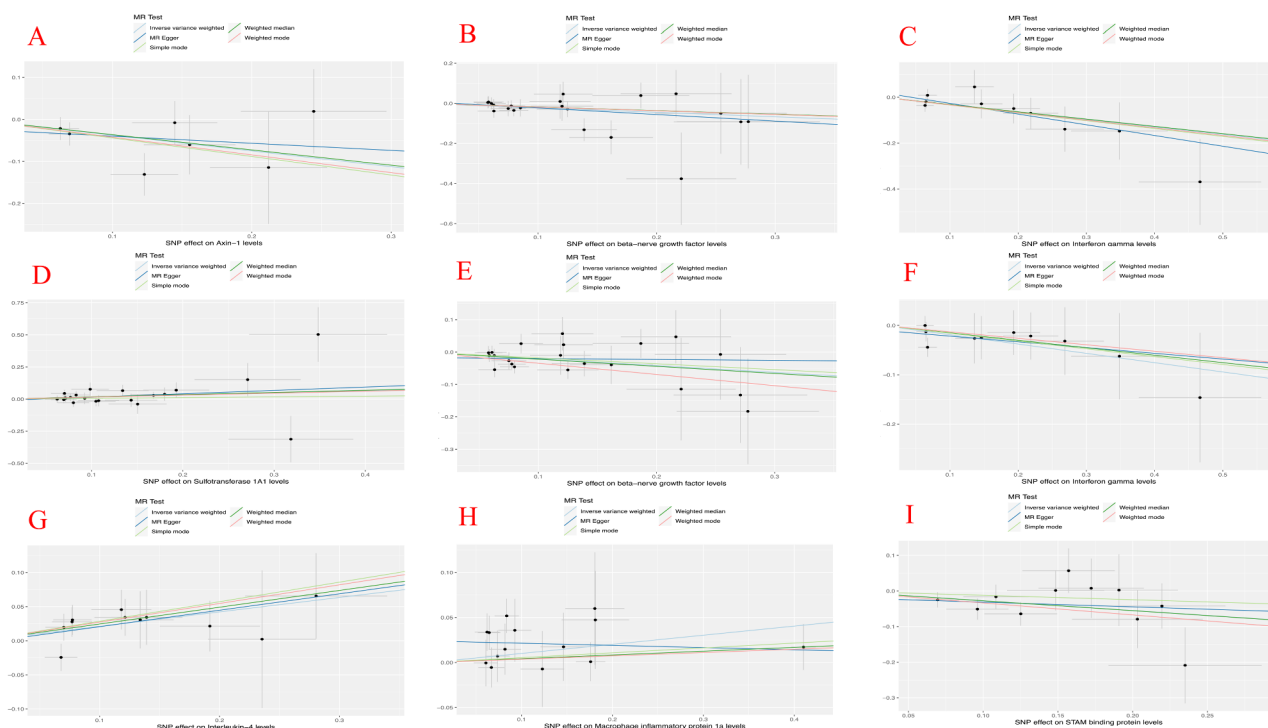 A
MR Test
Inverse variance weighted
Weighted median
MR Egger
Weighted mode
Simple mode
0.1
0.0
−0.1
−0.2
0.1
0.2
0.3
SNP effect on Axin−1 levels
B
MR Test
Inverse variance weighted
Weighted median
MR Egger
Weighted mode
Simple mode
0.2
0.0
−0.2
−0.4
−0.6
0.1
0.2
0.3
SNP effect on beta−nerve growth factor levels
C
MR Test
Inverse variance weighted
Weighted median
MR Egger
Weighted mode
Simple mode
0.0
−0.2
−0.4
0.1
0.2
0.3
0.4
0.5
SNP effect on Interferon gamma levels
D
MR Test
Inverse variance weighted
Weighted median
MR Egger
Weighted mode
Simple mode
0.75
0.50
0.25
0.00
−0.25
−0.50
0.1
0.2
0.3
0.4
SNP effect on Sulfotransferase 1A1 levels
E
MR Test
Inverse variance weighted
Weighted median
MR Egger
Weighted mode
Simple mode
0.1
0.0
−0.1
−0.2
−0.3
0.1
0.2
0.3
SNP effect on beta−nerve growth factor levels
F
MR Test
Inverse variance weighted
Weighted median
MR Egger
Weighted mode
Simple mode
0.0
−0.1
−0.2
0.1
0.2
0.3
0.4
0.5
SNP effect on Interferon gamma levels
G
MR Test
Inverse variance weighted
Weighted median
MR Egger
Weighted mode
Simple mode
0.10
0.05
0.00
−0.05
−0.10
0.1
0.2
0.3
SNP effect on Interleukin−4 levels
H
MR Test
Inverse variance weighted
Weighted median
MR Egger
Weighted mode
Simple mode
0.10
0.05
0.00
−0.05
0.1
0.2
0.3
0.4
SNP effect on Macrophage inflammatory protein 1a levels
I
MR Test
Inverse variance weighted
Weighted median
MR Egger
Weighted mode
Simple mode
0.1
0.0
−0.1
−0.2
−0.3
0.05
0.10
0.15
0.20
0.25
SNP effect on STAM binding protein levels